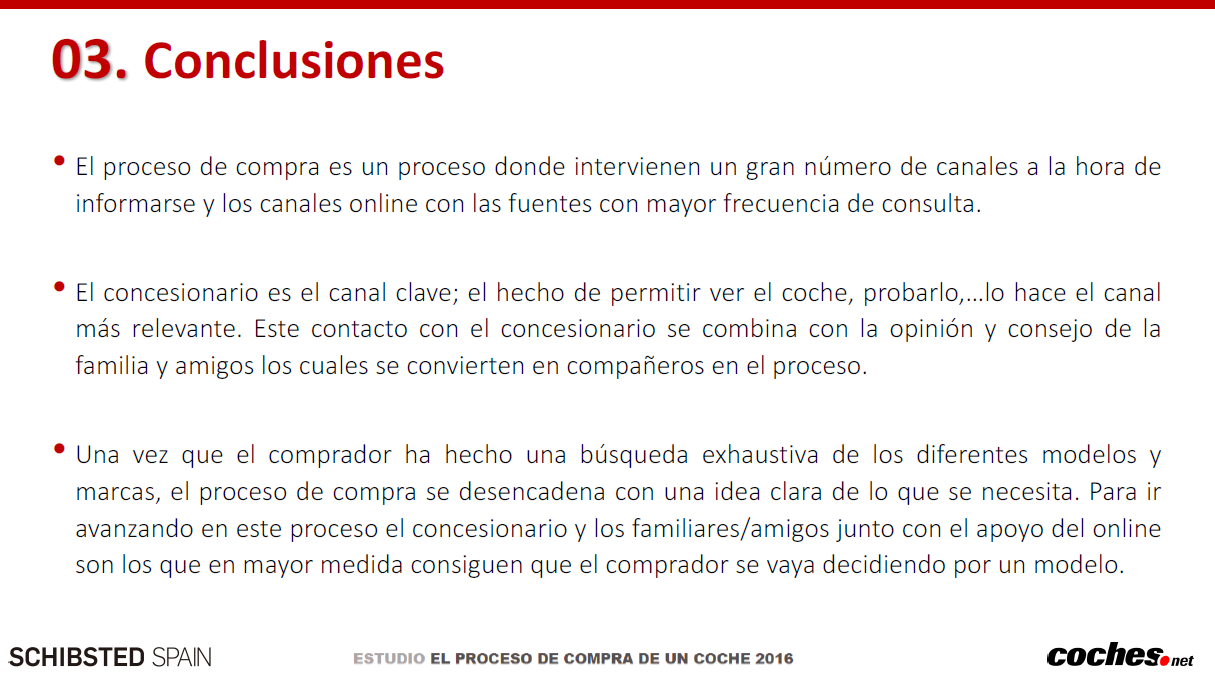 03. Conclusiones
• El proceso de compra es un proceso donde intervienen un gran número de canales a la hora de
informarse y los canales online con las fuentes con mayor frecuencia de consulta.
• El concesionario es el canal clave; el hecho de permitir ver el coche, probarlo,...lo hace el canal
más relevante. Este contacto con el concesionario se combina con la opinión y consejo de la
familia y amigos los cuales se convierten en compañeros en el proceso.
• Una vez que el comprador ha hecho una búsqueda exhaustiva de los diferentes modelos y
marcas, el proceso de compra se desencadena con una idea clara de lo que se necesita. Para ir
avanzando en este proceso el concesionario y los familiares/amigos junto con el apoyo del online
son los que en mayor medida consiguen que el comprador se vaya decidiendo por un modelo.
SCHIBSTED SPAIN
ESTUDIO EL PROCESO DE COMPRA DE UN COCHE 2016
coches.net